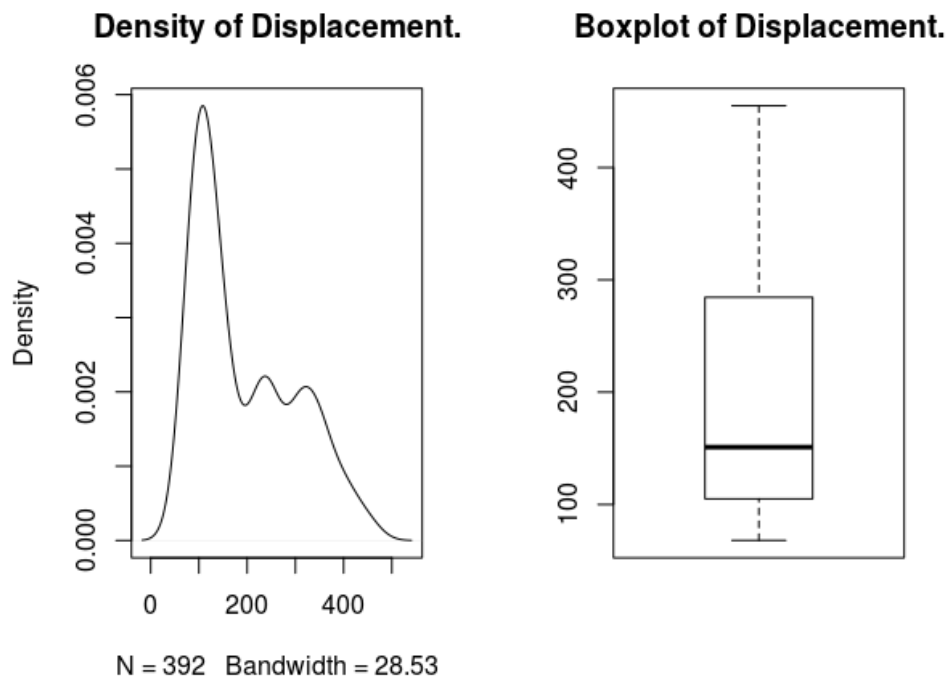 Density of Displacement.
Density
0.000 0.002 0.004 0.006
0 200 400
N = 392 Bandwidth = 28.53
Boxplot of Displacement.
100 200 300 400